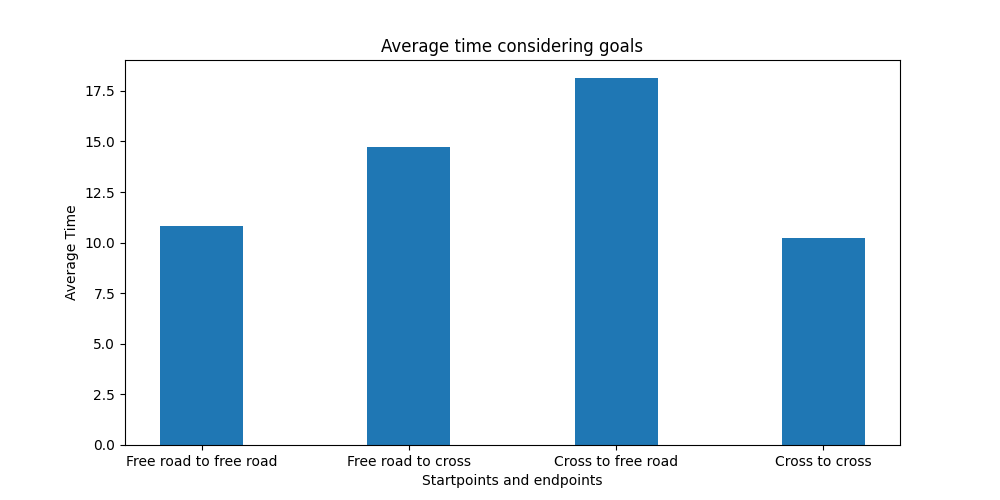 Average time considering goals
Average Time
17.5
15.0
12.5
10.0
7.5
5.0
2.5
0.0
Free road to free road
Free road to cross
Cross to free road
Cross to cross
Startpoints and endpoints